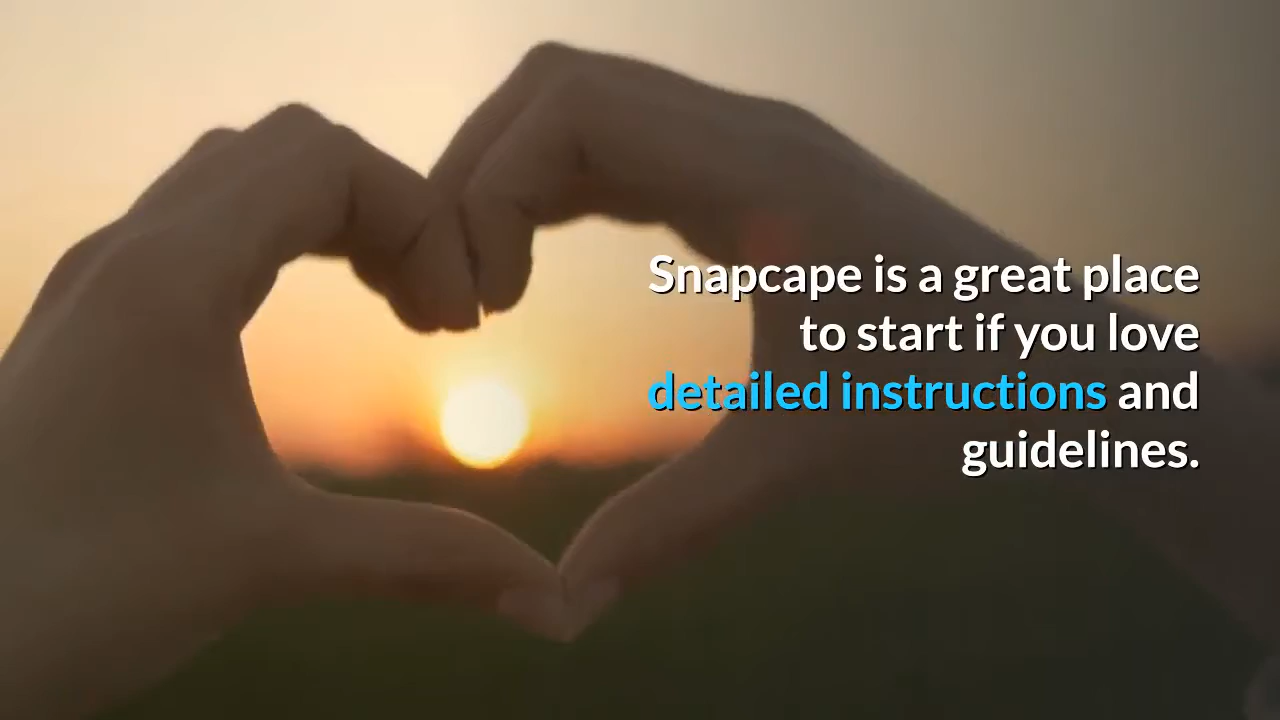 Snapcape is a great place
to start if you love
detailed instructions and
guidelines.